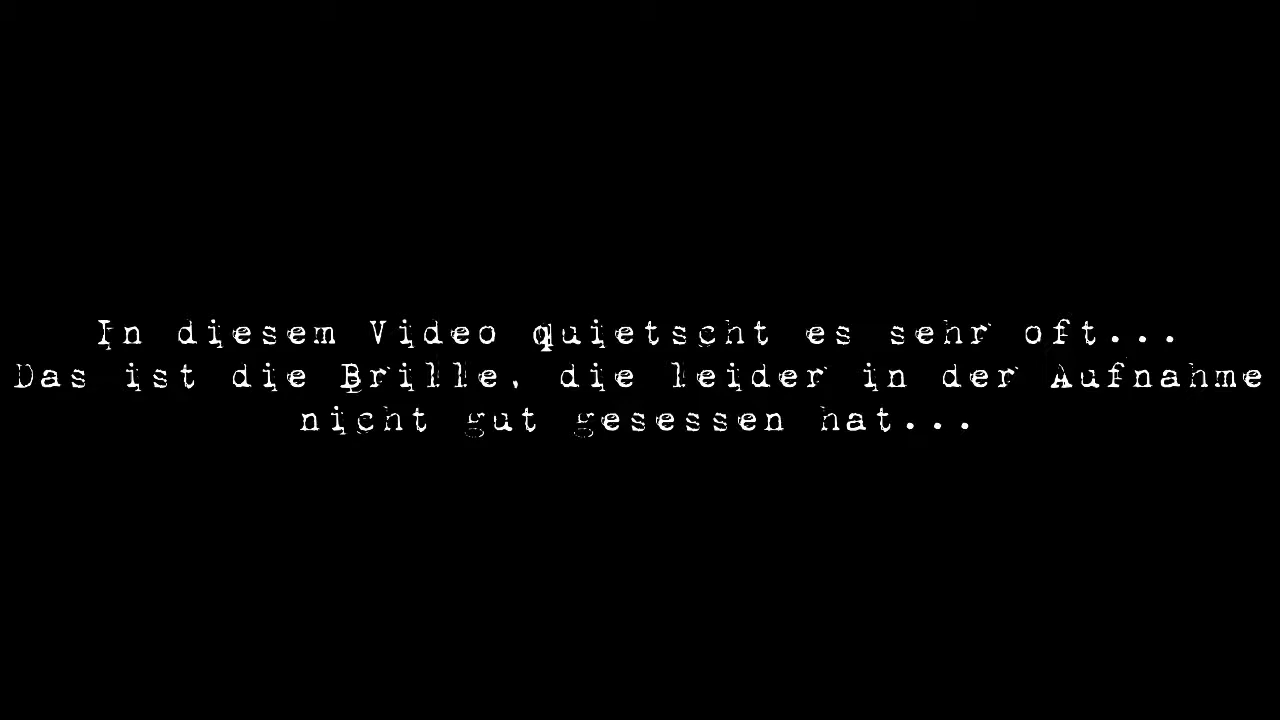 In diesem Video quietscht es sehr oft...
Das ist die Brille, die leider in der Aufnahme
nicht gut gesessen hat...